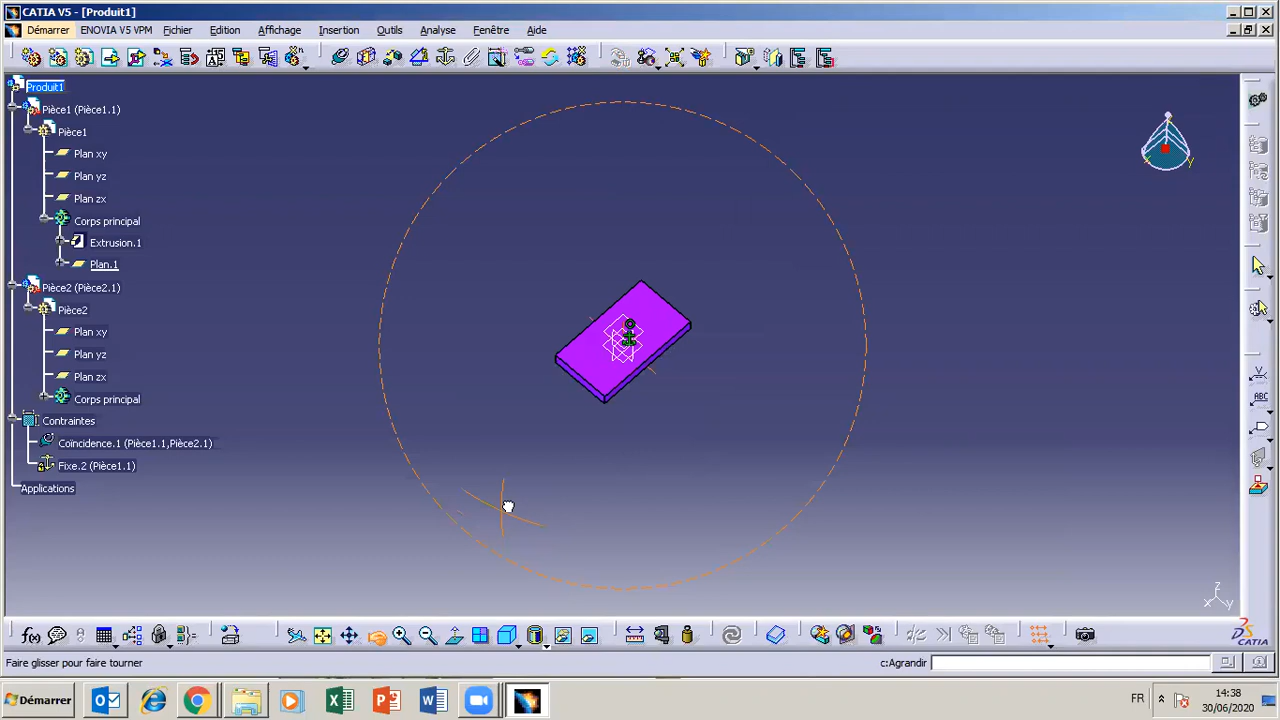 CATIA V5 - [Produit1]
Démarrer ENOVIA V5 VPM Fichier Edition Affichage Insertion Outils Analyse Fenêtre Aide
Produit1
Pièce1 (Pièce1.1)
Pièce1
Plan xy
Plan yz
Plan zx
Corps principal
Extrusion.1
Plan.1
Pièce2 (Pièce2.1)
Pièce2
Plan xy
Plan yz
Plan zx
Corps principal
Contraintes
Coïncidence.1 (Pièce1.1,Pièce2.1)
Fixe.2 (Pièce1.1)
Applications
ABC
z
x y
f(x)
CATIA
Faire glisser pour faire tourner
c:Agrandir
Démarrer
FR
14:38
30/06/2020